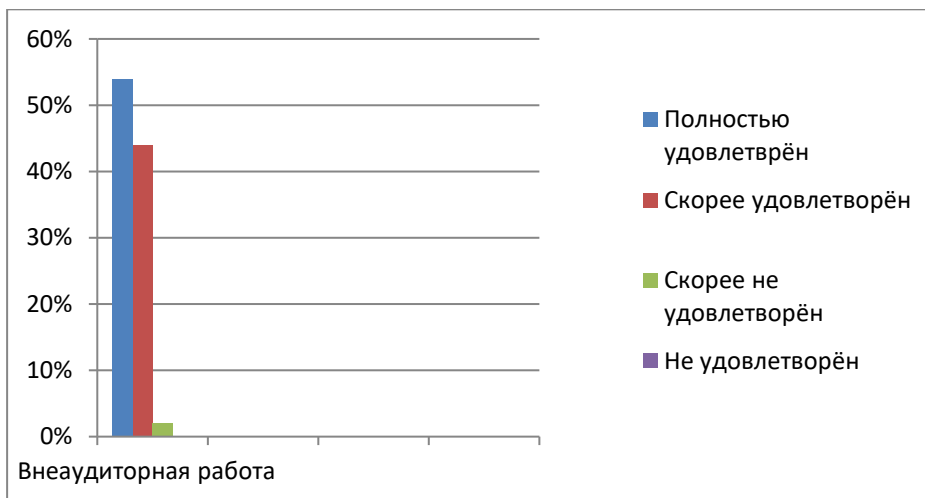 60%
50%
40%
30%
20%
10%
0%
Внеаудиторная работа
Полностью
удовлетврён
Скорее удовлетворён
Скорее не
удовлетворён
Не удовлетворён